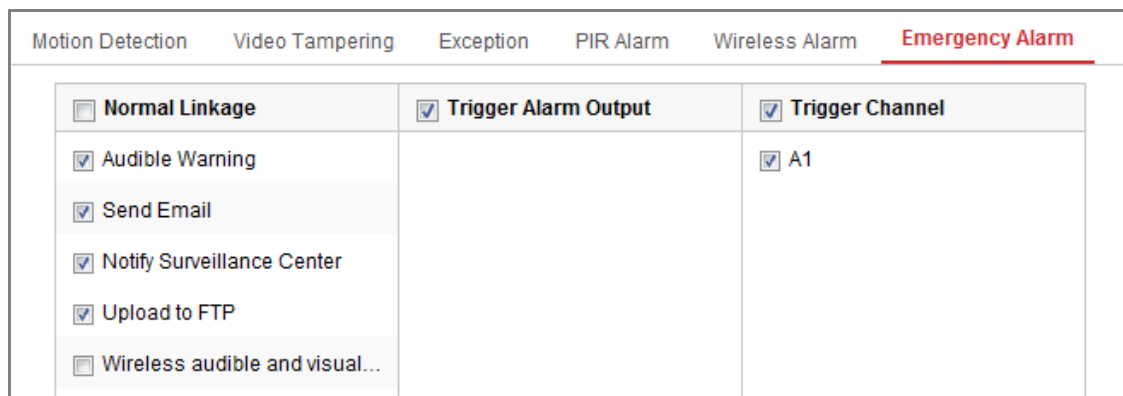 Motion Detection Video Tampering Exception PIR Alarm Wireless Alarm Emergency Alarm
Normal Linkage Trigger Alarm Output Trigger Channel
Audible Warning A1
Send Email
Notify Surveillance Center
Upload to FTP
Wireless audible and visual...